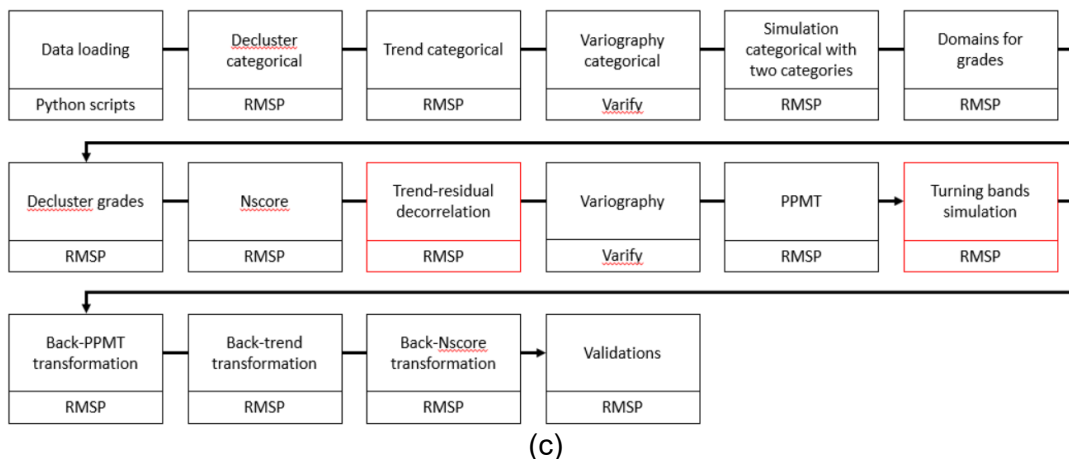 Data loading
Python scripts
Decluster
categorical
RMSP
Trend categorical
RMSP
Variography
categorical
Varify
Simulation
categorical with
two categories
RMSP
Domains for
grades
RMSP
Decluster grades
RMSP
Nscore
RMSP
Trend-residual
decorrelation
RMSP
Variography
Varify
PPMT
RMSP
Turning bands
simulation
RMSP
Back-PPMT
transformation
RMSP
Back-trend
transformation
RMSP
Back-Nscore
transformation
RMSP
Validations
RMSP
(c)